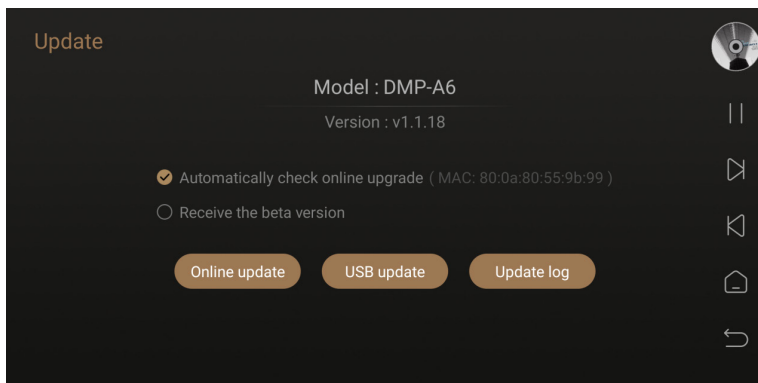 Update
Model : DMP-A6
Version : v1.1.18
Automatically check online upgrade ( MAC: 80:0a:80:55:9b:99 )
Receive the beta version
Online update
USB update
Update log